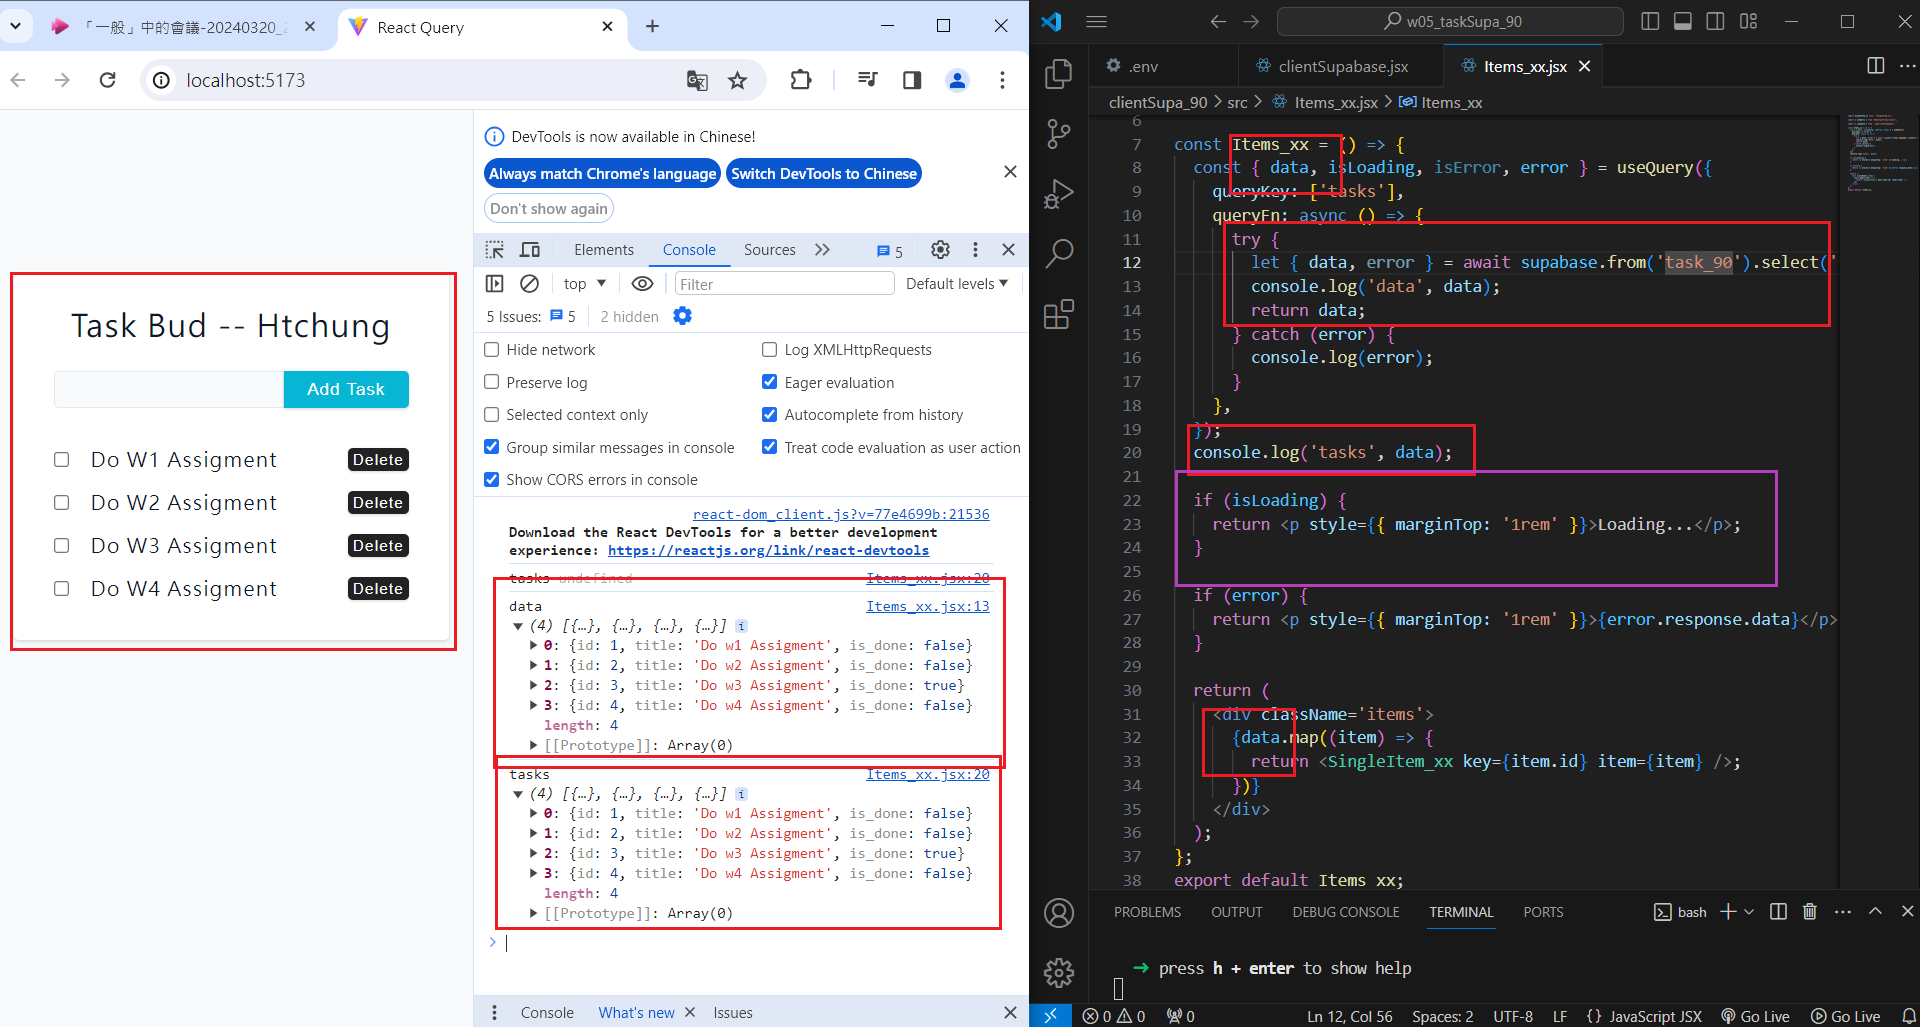 「一般」中的會議-20240320_2
React Query
localhost:5173
Task Bud -- Htchung
Add Task
Do W1 Assigment
Delete
Do W2 Assigment
Delete
Do W3 Assigment
Delete
Do W4 Assigment
Delete
DevTools is now available in Chinese!
Always match Chrome's language
Switch DevTools to Chinese
Don't show again
Elements
Console
Sources
5
top
Filter
Default levels
5 Issues: 5
2 hidden
Hide network
Log XMLHttpRequests
Preserve log
Eager evaluation
Selected context only
Autocomplete from history
Group similar messages in console
Treat code evaluation as user action
Show CORS errors in console
react-dom_client.js?v=77e4699b:21536
Download the React DevTools for a better development
experience: https://reactjs.org/link/react-devtools
tasks undefined Items_xx.jsx:20
data Items_xx.jsx:13
(4) [{…}, {…}, {…}, {…}] i
0: {id: 1, title: 'Do w1 Assigment', is_done: false}
1: {id: 2, title: 'Do w2 Assigment', is_done: false}
2: {id: 3, title: 'Do w3 Assigment', is_done: true}
3: {id: 4, title: 'Do w4 Assigment', is_done: false}
length: 4
[[Prototype]]: Array(0)
tasks Items_xx.jsx:20
(4) [{…}, {…}, {…}, {…}] i
0: {id: 1, title: 'Do w1 Assigment', is_done: false}
1: {id: 2, title: 'Do w2 Assigment', is_done: false}
2: {id: 3, title: 'Do w3 Assigment', is_done: true}
3: {id: 4, title: 'Do w4 Assigment', is_done: false}
length: 4
[[Prototype]]: Array(0)
Console
What's new
Issues
w05_taskSupa_90
.env
clientSupabase.jsx
Items_xx.jsx
clientSupa_90 > src > Items_xx.jsx > Items_xx
6
7 const Items_xx = () => {
8 const { data, isLoading, isError, error } = useQuery({
9 queryKey: ['tasks'],
10 queryFn: async () => {
11 try {
12 let { data, error } = await supabase.from('task_90').select('
13 console.log('data', data);
14 return data;
15 } catch (error) {
16 console.log(error);
17 }
18 },
19 });
20 console.log('tasks', data);
21
22 if (isLoading) {
23 return <p style={{ marginTop: '1rem' }}>Loading...</p>;
24 }
25
26 if (error) {
27 return <p style={{ marginTop: '1rem' }}>{error.response.data}</p>
28 }
29
30 return (
31 <div className='items'>
32 {data.map((item) => {
33 return <SingleItem_xx key={item.id} item={item} />;
34 })}
35 </div>
36 );
37 };
38 export default Items_xx;
PROBLEMS
OUTPUT
DEBUG CONSOLE
TERMINAL
PORTS
bash
➜ press h + enter to show help
0 0 0
Ln 12, Col 56
Spaces: 2
UTF-8
LF
{} JavaScript JSX
Go Live
Go Live